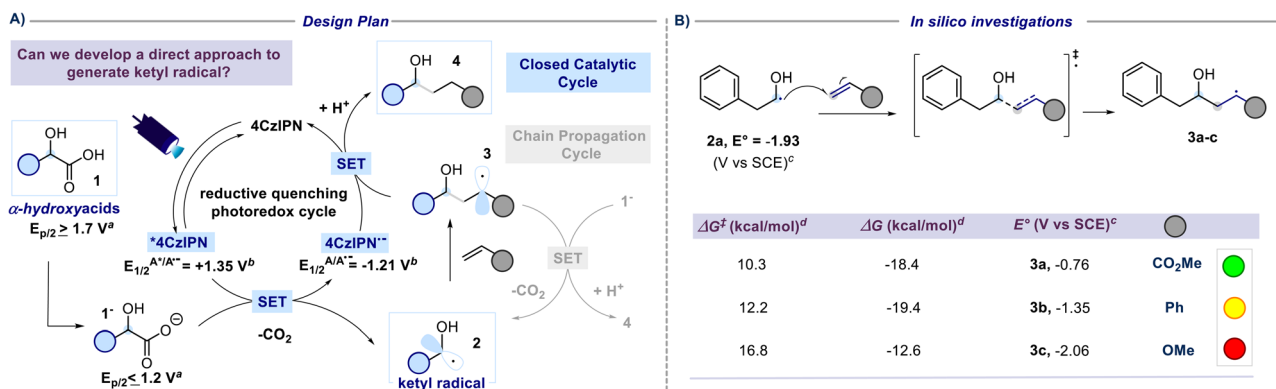 A)
Design Plan
Can we develop a direct approach to
generate ketyl radical?
OH
4
Closed Catalytic
Cycle
+ H⁺
4CzIPN
Chain Propagation
Cycle
OH
OH
O
1
SET
3
OH
1⁻
α-hydroxyacids
Ep/2 ≥ 1.7 Vᵃ
reductive quenching
photoredox cycle
*4CzIPN
E1/2 A*/A•- = +1.35 Vᵇ
4CzIPN•-
E1/2 A/A•- = -1.21 Vᵇ
SET
-CO₂
+ H⁺
4
SET
-CO₂
1⁻
OH
O
O
⊖
Ep/2 ≤ 1.2 Vᵃ
OH
2
ketyl radical
B)
In silico investigations
OH
2a, E° = -1.93
(V vs SCE)ᶜ
OH
‡
•
OH
3a-c
ΔG‡ (kcal/mol)ᵈ ΔG (kcal/mol)ᵈ E° (V vs SCE)ᶜ
10.3 -18.4 3a, -0.76 CO₂Me
12.2 -19.4 3b, -1.35 Ph
16.8 -12.6 3c, -2.06 OMe